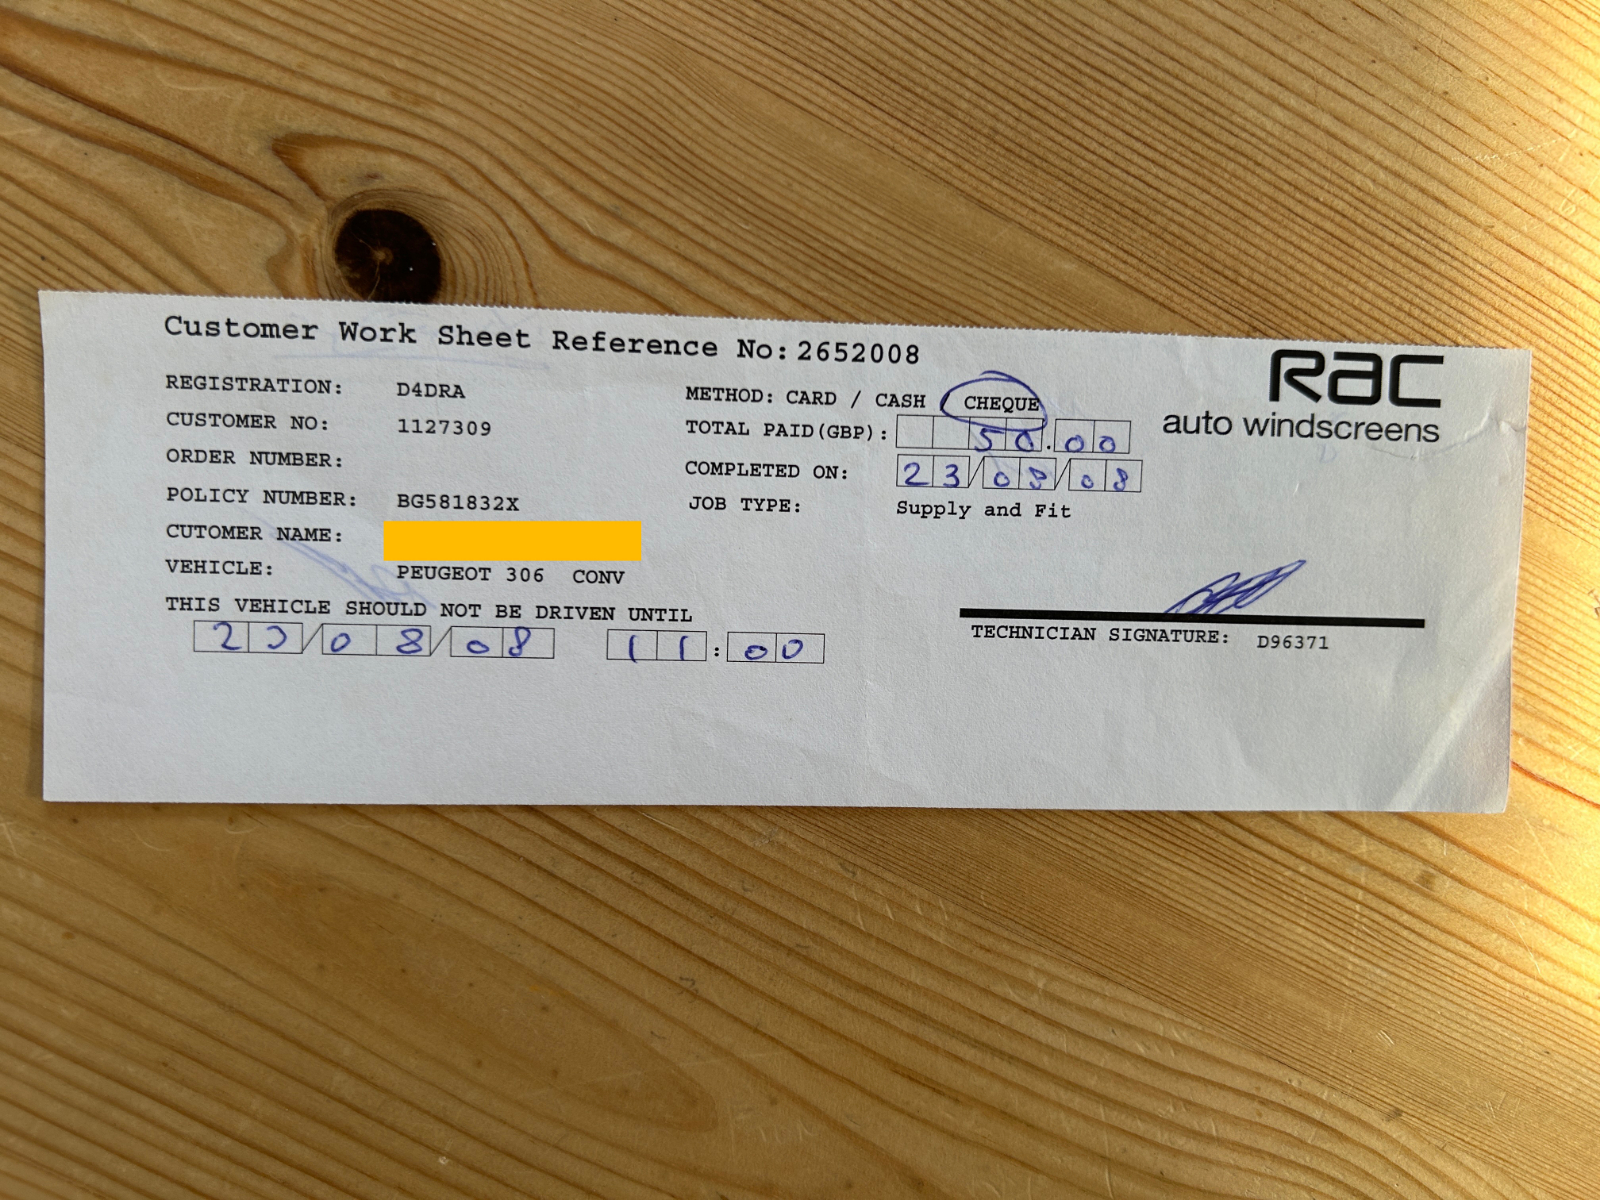 Customer Work Sheet Reference No: 2652008
RAC
auto windscreens
REGISTRATION: D4DRA
CUSTOMER NO: 1127309
ORDER NUMBER:
POLICY NUMBER: BG581832X
CUTOMER NAME:
VEHICLE: PEUGEOT 306 CONV
THIS VEHICLE SHOULD NOT BE DRIVEN UNTIL
23/08/08 11:00
METHOD: CARD / CASH / CHEQUE
TOTAL PAID(GBP): 50.00
COMPLETED ON: 23/08/08
JOB TYPE: Supply and Fit
TECHNICIAN SIGNATURE: D96371